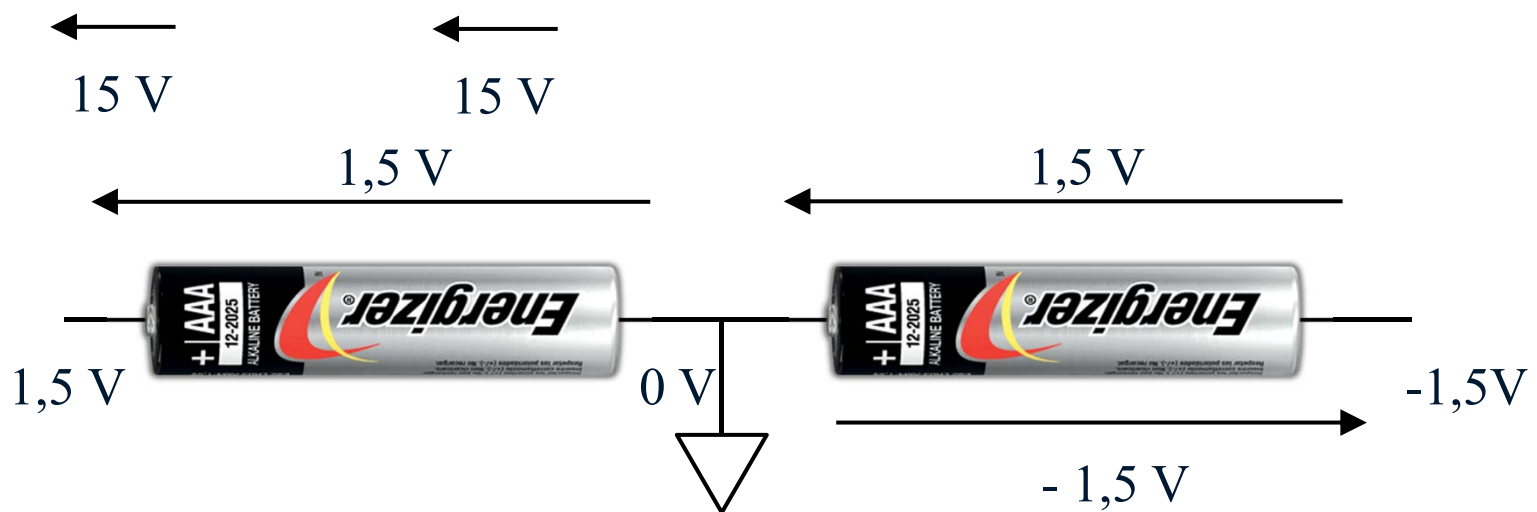 15 V
15 V
1,5 V
1,5 V
+ AAA
12-2025
ALKALINE BATTERY
Energizer®
+ AAA
12-2025
ALKALINE BATTERY
Energizer®
1,5 V
0 V
-1,5V
- 1,5 V